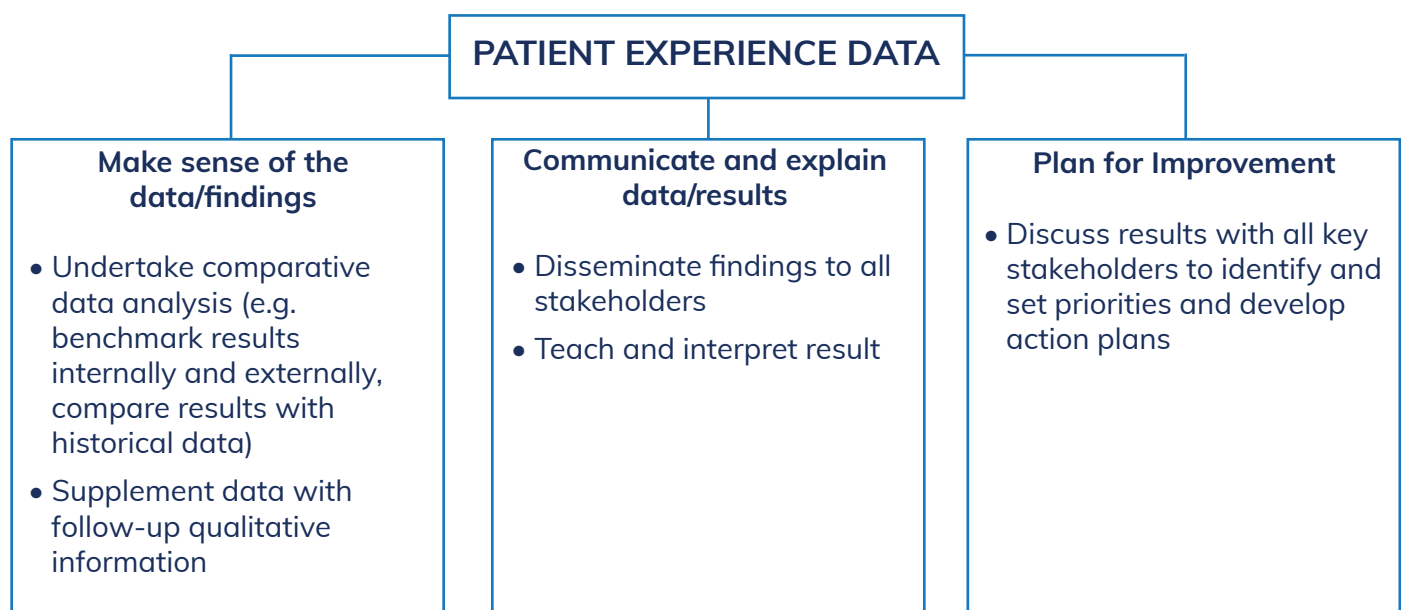 PATIENT EXPERIENCE DATA
Make sense of the
data/findings
• Undertake comparative
data analysis (e.g.
benchmark results
internally and externally,
compare results with
historical data)
• Supplement data with
follow-up qualitative
information
Communicate and explain
data/results
• Disseminate findings to all
stakeholders
• Teach and interpret result
Plan for Improvement
• Discuss results with all key
stakeholders to identify and
set priorities and develop
action plans